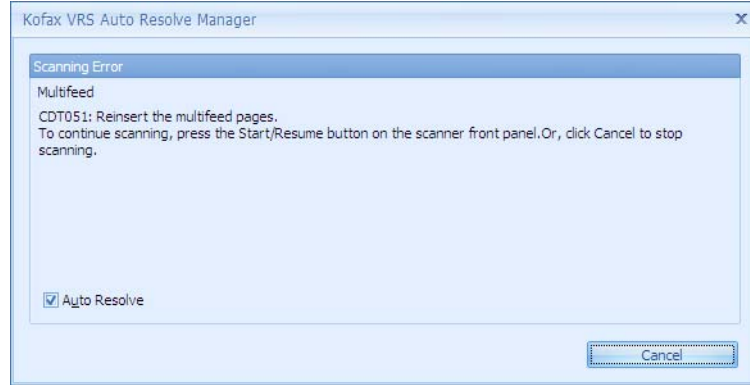 Kofax VRS Auto Resolve Manager
Scanning Error
Multifeed
CDT051: Reinsert the multifeed pages.
To continue scanning, press the Start/Resume button on the scanner front panel.Or, click Cancel to stop
scanning.
Auto Resolve
Cancel